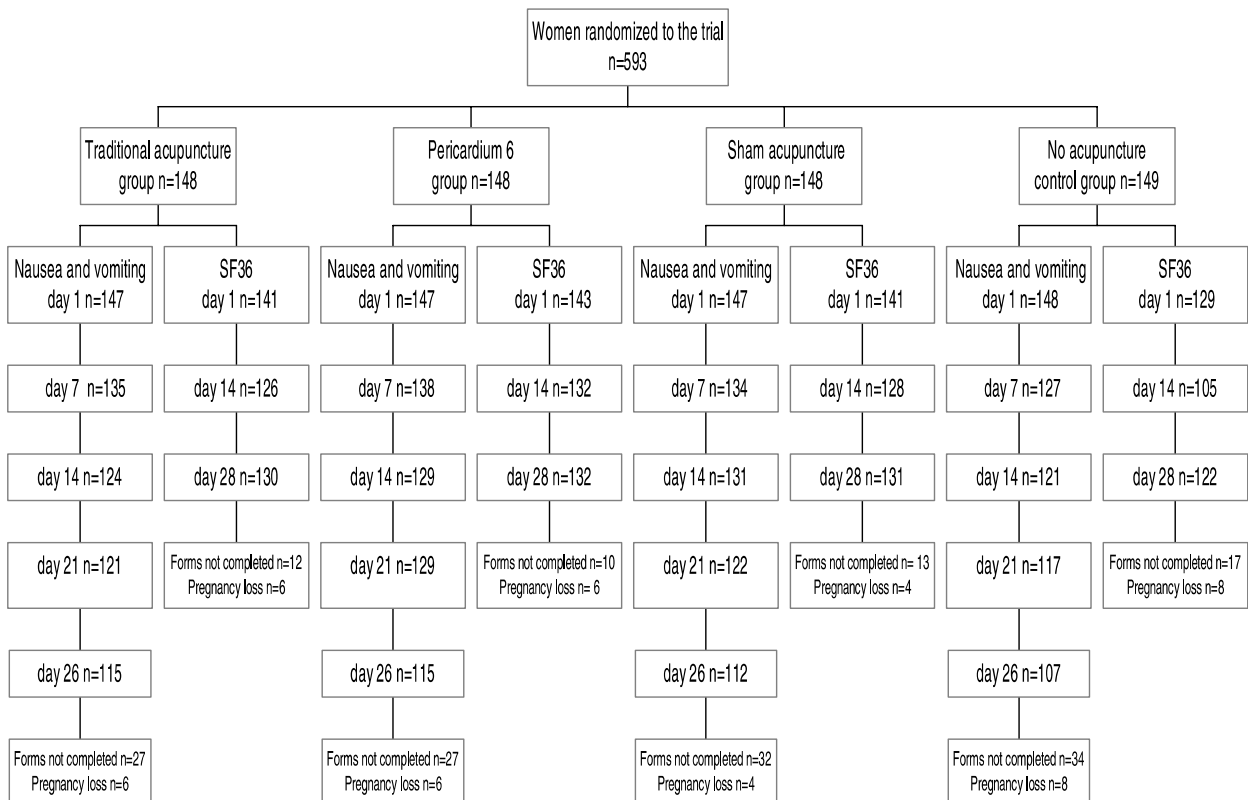 Women randomized to the trial
n=593
Traditional acupuncture
group n=148
Pericardium 6
group n=148
Sham acupuncture
group n=148
No acupuncture
control group n=149
Nausea and vomiting
day 1 n=147
SF36
day 1 n=141
Nausea and vomiting
day 1 n=147
SF36
day 1 n=143
Nausea and vomiting
day 1 n=147
SF36
day 1 n=141
Nausea and vomiting
day 1 n=148
SF36
day 1 n=129
day 7 n=135
day 14 n=126
day 7 n=138
day 14 n=132
day 7 n=134
day 14 n=128
day 7 n=127
day 14 n=105
day 14 n=124
day 28 n=130
day 14 n=129
day 28 n=132
day 14 n=131
day 28 n=131
day 14 n=121
day 28 n=122
day 21 n=121
Forms not completed n=12
Pregnancy loss n=6
day 21 n=129
Forms not completed n=10
Pregnancy loss n= 6
day 21 n=122
Forms not completed n= 13
Pregnancy loss n=4
day 21 n=117
Forms not completed n=17
Pregnancy loss n=8
day 26 n=115
day 26 n=115
day 26 n=112
day 26 n=107
Forms not completed n=27
Pregnancy loss n=6
Forms not completed n=27
Pregnancy loss n=6
Forms not completed n=32
Pregnancy loss n=4
Forms not completed n=34
Pregnancy loss n=8